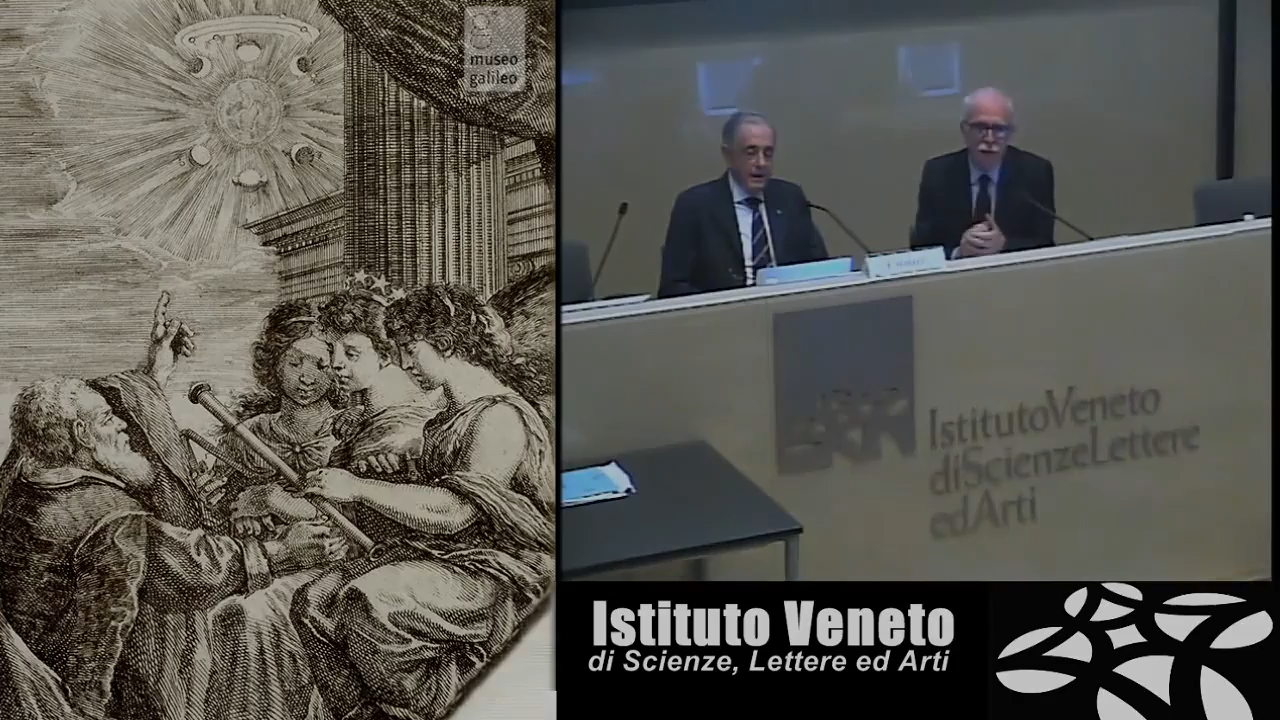 museo
galileo
IstitutoVeneto
diScienzeLettere
edArti
Istituto Veneto
di Scienze, Lettere ed Arti